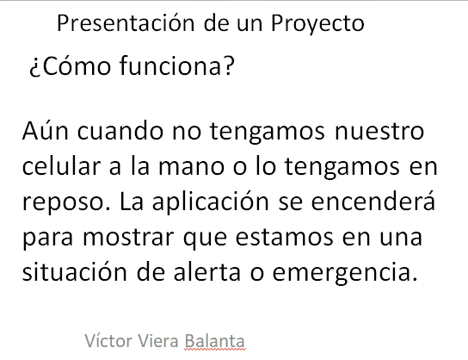 Presentación de un Proyecto
¿Cómo funciona?
Aún cuando no tengamos nuestro
celular a la mano o lo tengamos en
reposo. La aplicación se encenderá
para mostrar que estamos en una
situación de alerta o emergencia.
Víctor Viera Balanta